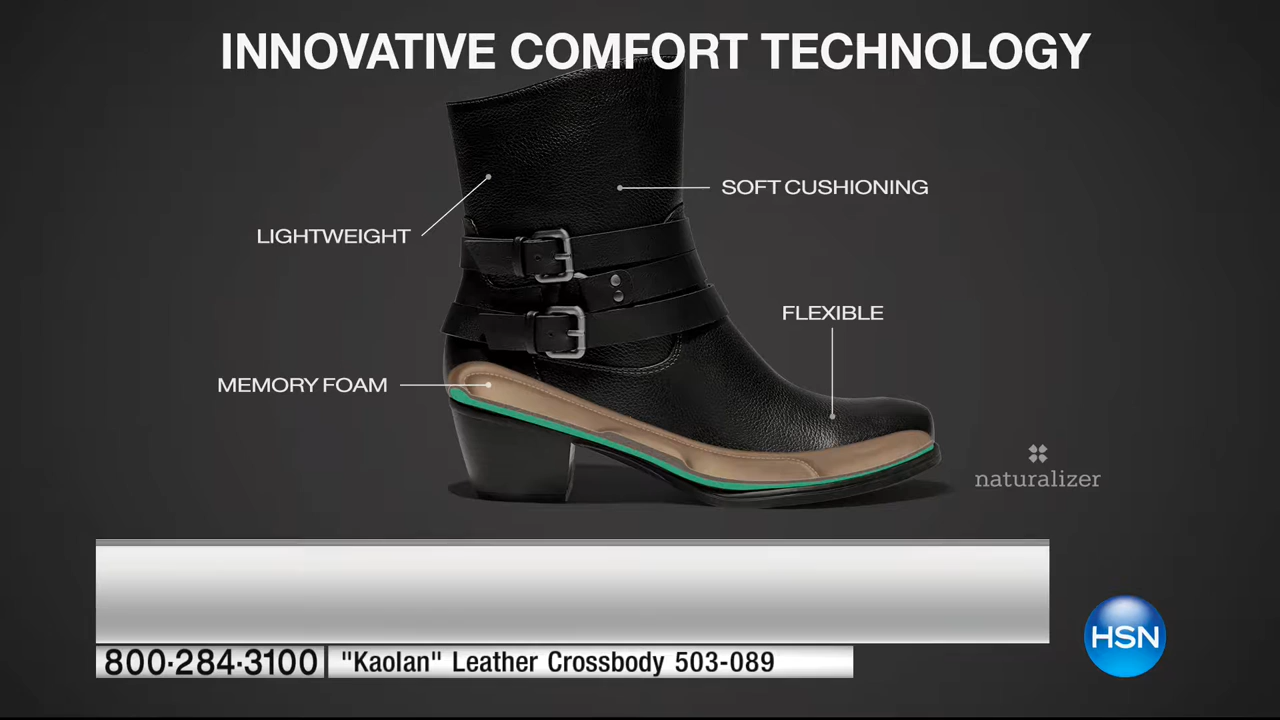 INNOVATIVE COMFORT TECHNOLOGY
SOFT CUSHIONING
LIGHTWEIGHT
FLEXIBLE
MEMORY FOAM
naturalizer
HSN
800·284·3100 "Kaolan" Leather Crossbody 503-089